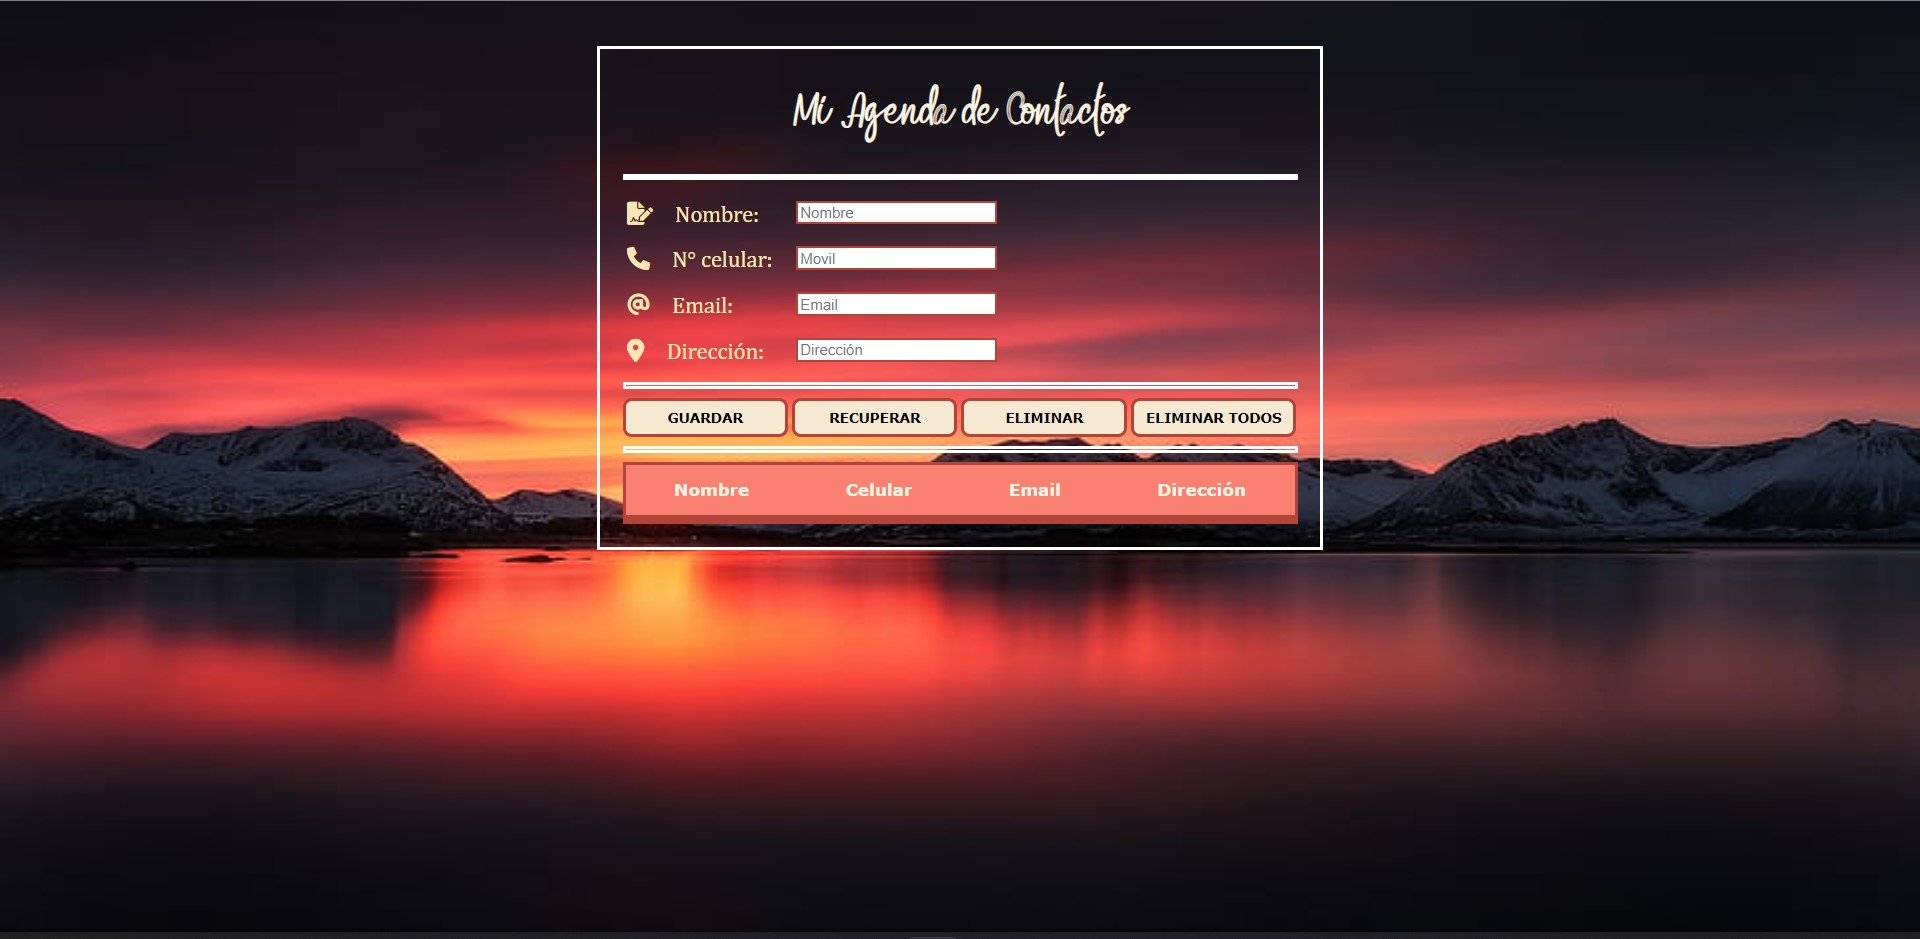 Mi Agenda de Contactos
Nombre: Nombre
N° celular: Movil
Email: Email
Dirección: Dirección
GUARDAR RECUPERAR ELIMINAR ELIMINAR TODOS
Nombre Celular Email Dirección